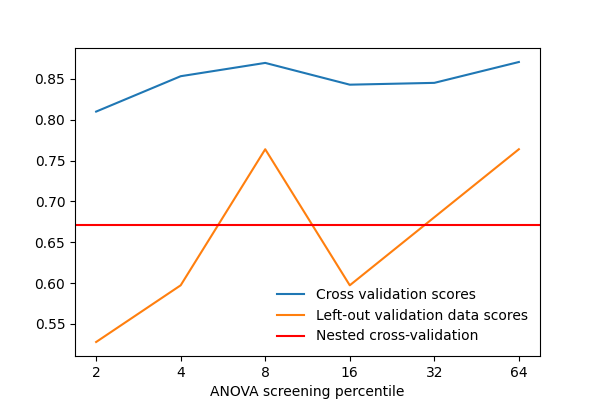 0.85
0.80
0.75
0.70
0.65
0.60
0.55
Cross validation scores
Left-out validation data scores
Nested cross-validation
2 4 8 16 32 64
ANOVA screening percentile